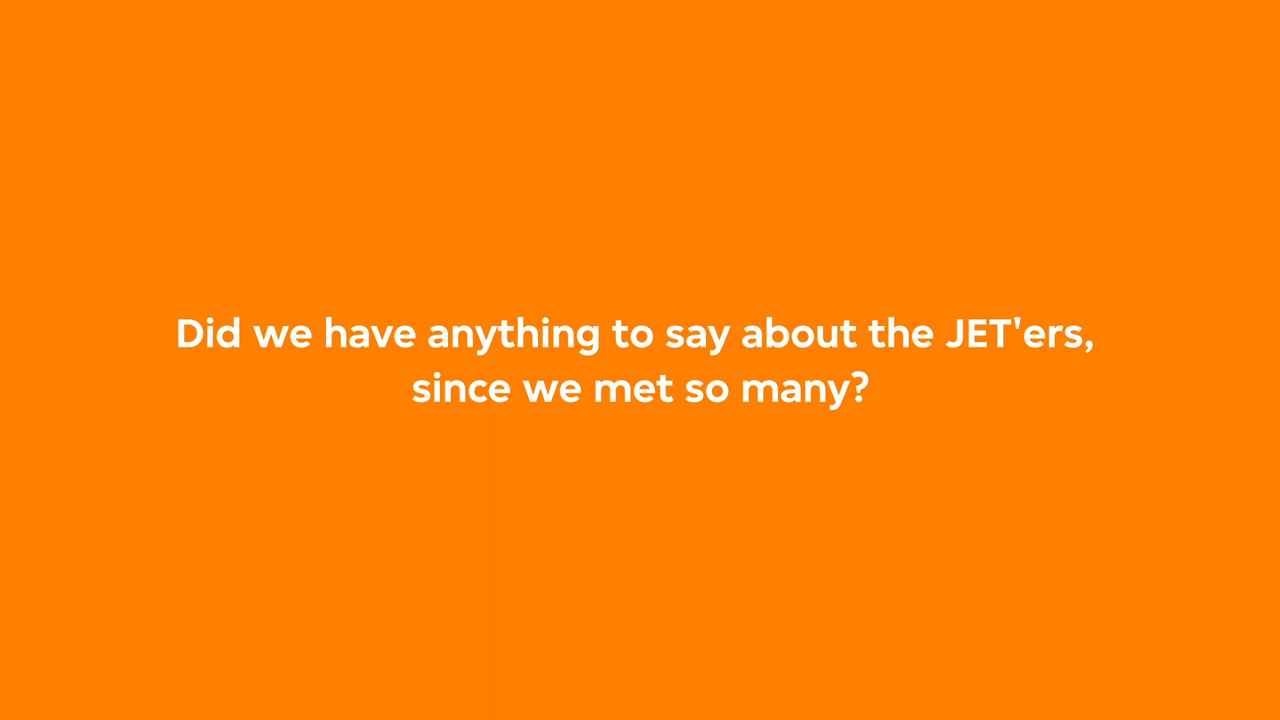 Did we have anything to say about the JET'ers,
since we met so many?